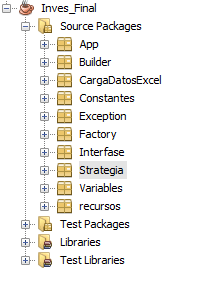 Inves_Final
Source Packages
App
Builder
CargaDatosExcel
Constantes
Exception
Factory
Interfase
Strategia
Variables
recursos
Test Packages
Libraries
Test Libraries